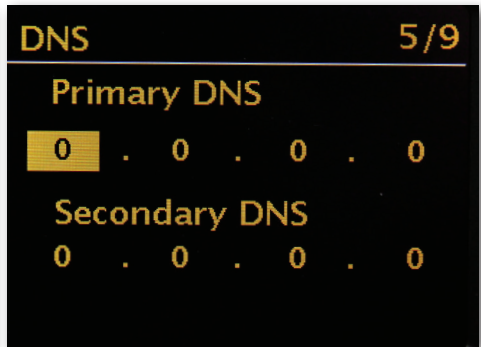 DNS 5/9
Primary DNS
0 . 0 . 0 . 0
Secondary DNS
0 . 0 . 0 . 0